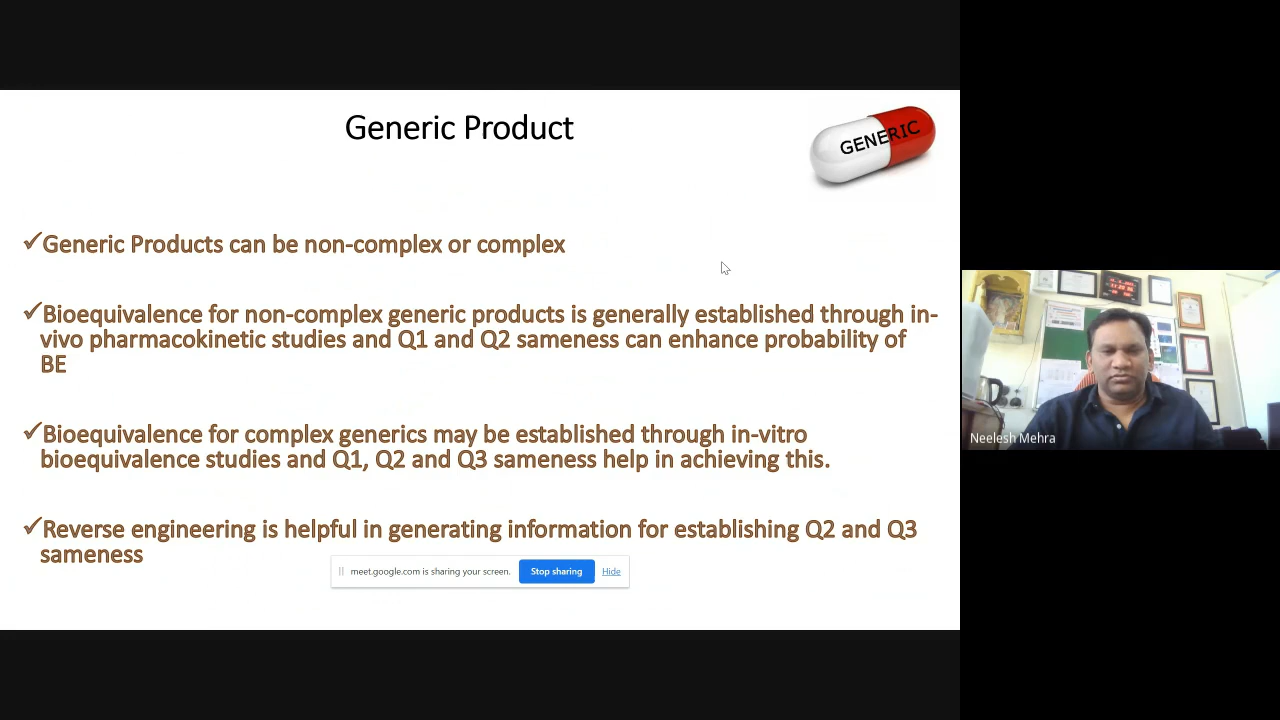 Generic Product
GENERIC
✓Generic Products can be non-complex or complex
✓Bioequivalence for non-complex generic products is generally established through in-
vivo pharmacokinetic studies and Q1 and Q2 sameness can enhance probability of
BE
✓Bioequivalence for complex generics may be established through in-vitro
bioequivalence studies and Q1, Q2 and Q3 sameness help in achieving this.
✓Reverse engineering is helpful in generating information for establishing Q2 and Q3
sameness
meet.google.com is sharing your screen. Stop sharing Hide
Neelesh Mehra